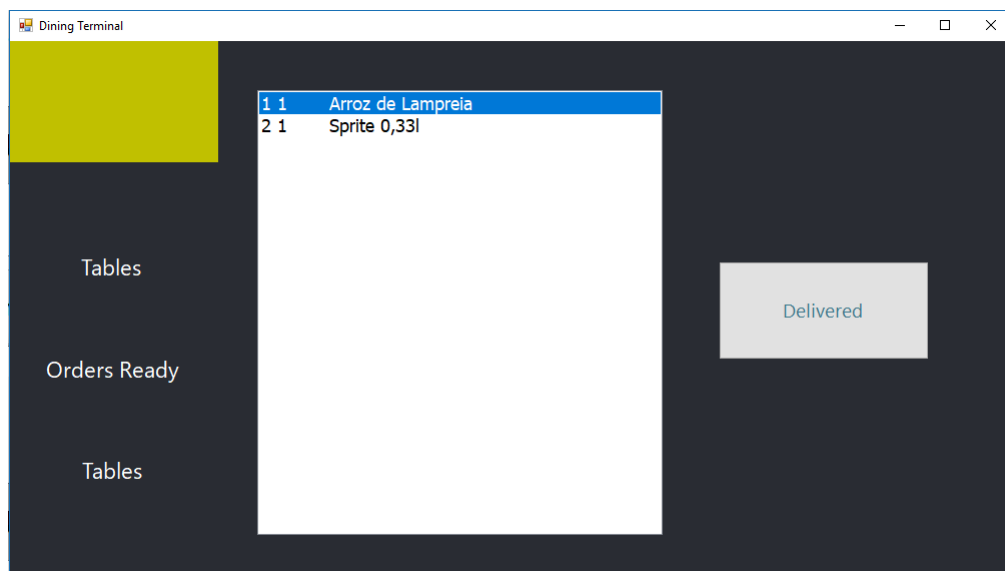 Dining Terminal
1 1 Arroz de Lampreia
2 1 Sprite 0,33l
Tables
Orders Ready
Tables
Delivered